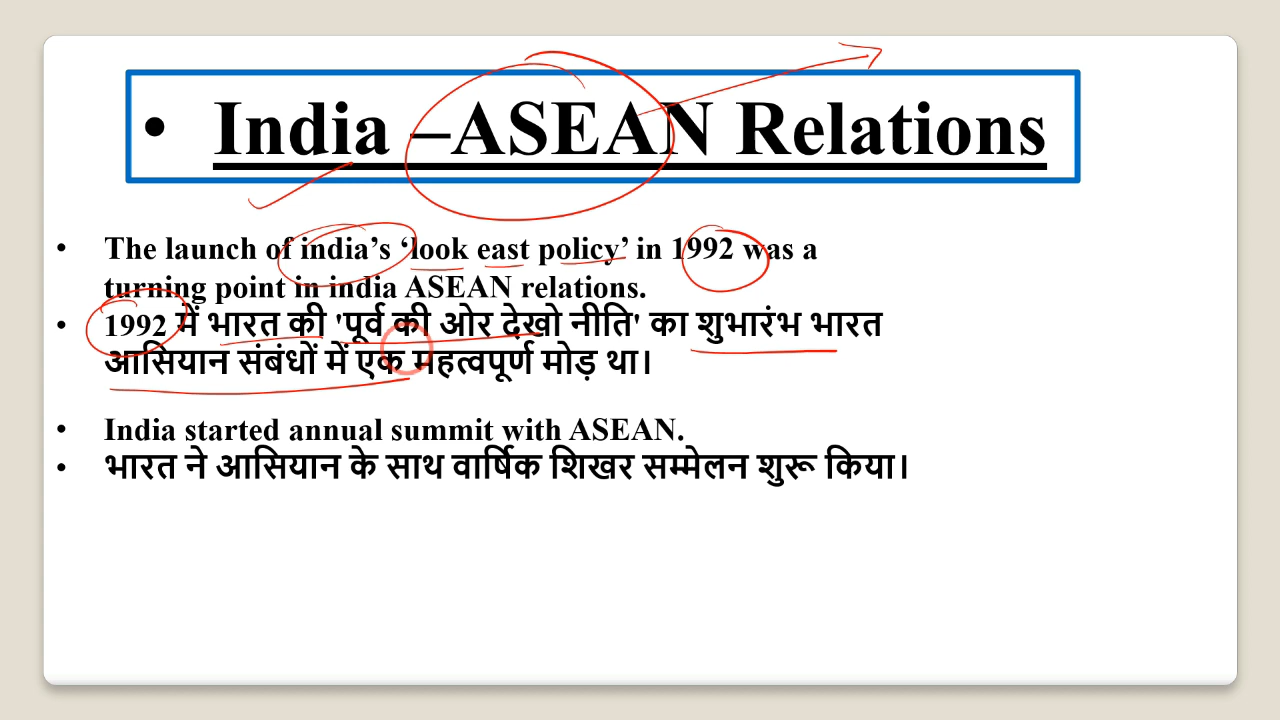 • India –ASEAN Relations
• The launch of india's 'look east policy' in 1992 was a
turning point in india ASEAN relations.
• 1992 में भारत की 'पूर्व की ओर देखो नीति' का शुभारंभ भारत
आसियान संबंधों में एक महत्वपूर्ण मोड़ था।
• India started annual summit with ASEAN.
• भारत ने आसियान के साथ वार्षिक शिखर सम्मेलन शुरू किया।